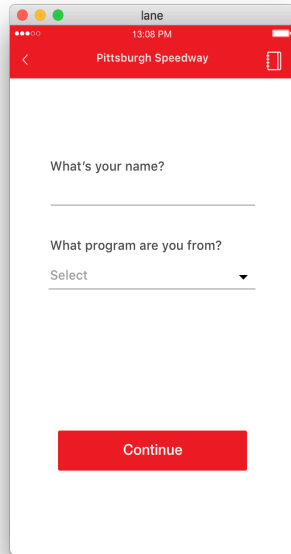 lane
13:08 PM
Pittsburgh Speedway
What's your name?
What program are you from?
Select
Continue